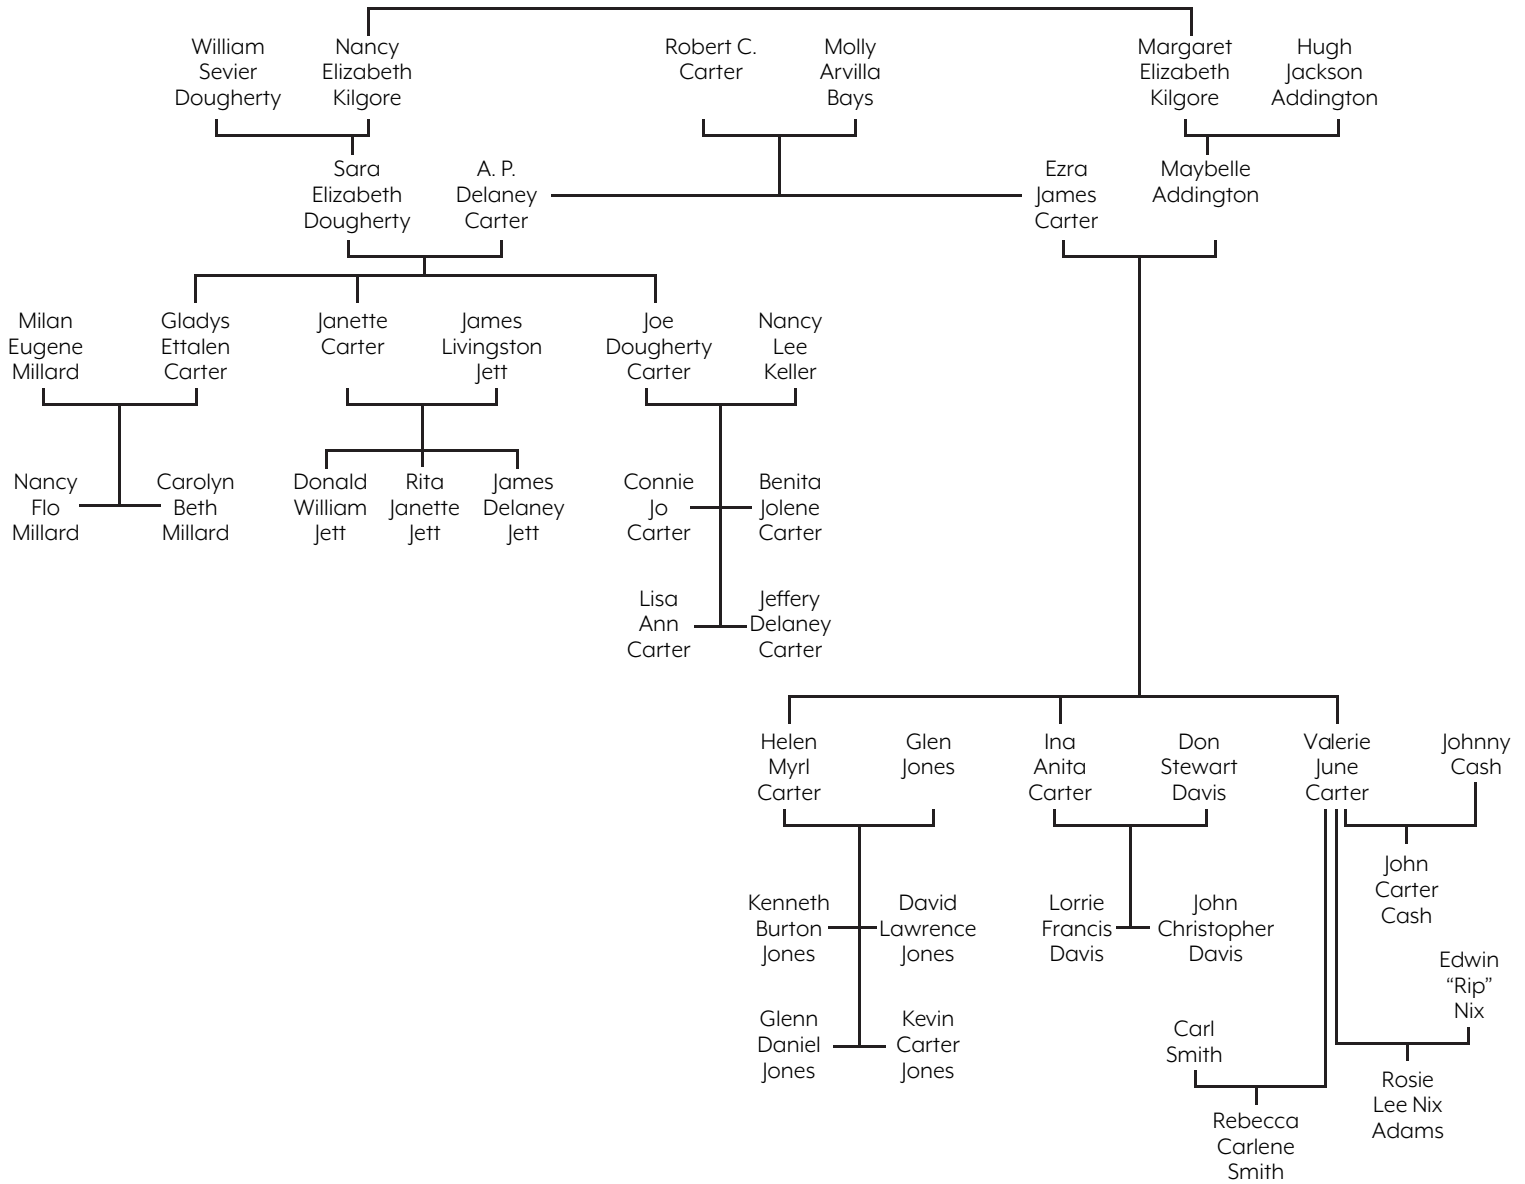 William
Sevier
Dougherty
Nancy
Elizabeth
Kilgore
Robert C.
Carter
Molly
Arvilla
Bays
Margaret
Elizabeth
Kilgore
Hugh
Jackson
Addington
Sara
Elizabeth
Dougherty
A. P.
Delaney
Carter
Ezra
James
Carter
Maybelle
Addington
Milan
Eugene
Millard
Gladys
Ettalen
Carter
Janette
Carter
James
Livingston
Jett
Joe
Dougherty
Carter
Nancy
Lee
Keller
Nancy
Flo
Millard
Carolyn
Beth
Millard
Donald
William
Jett
Rita
Janette
Jett
James
Delaney
Jett
Connie
Jo
Carter
Benita
Jolene
Carter
Lisa
Ann
Carter
Jeffery
Delaney
Carter
Helen
Myrl
Carter
Glen
Jones
Ina
Anita
Carter
Don
Stewart
Davis
Valerie
June
Carter
Johnny
Cash
John
Carter
Cash
Kenneth
Burton
Jones
David
Lawrence
Jones
Lorrie
Francis
Davis
John
Christopher
Davis
Edwin
“Rip”
Nix
Glenn
Daniel
Jones
Kevin
Carter
Jones
Carl
Smith
Rosie
Lee Nix
Adams
Rebecca
Carlene
Smith